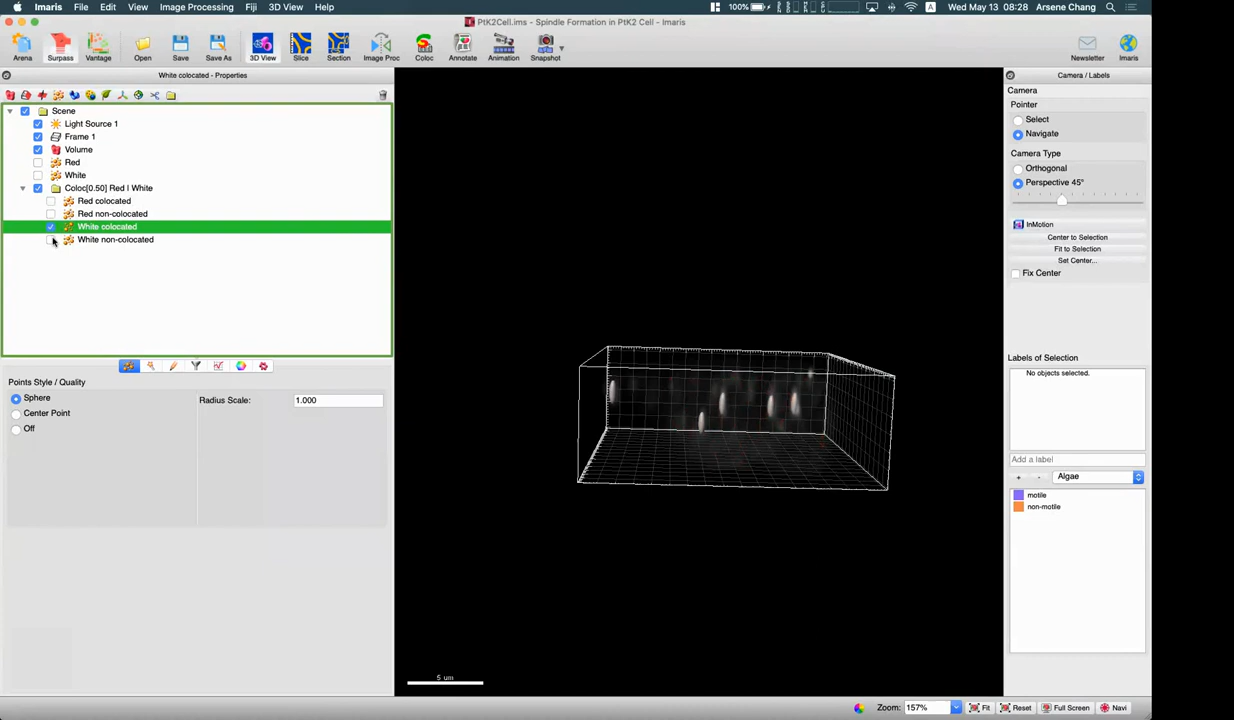 Imaris File Edit View Image Processing Fiji 3D View Help 100% A Wed May 13 08:28 Arsene Chang
PtK2Cell.ims - Spindle Formation in PtK2 Cell - Imaris
Arena Surpass Vantage Open Save Save As 3D View Slice Section Image Proc Coloc Annotate Animation Snapshot Newsletter Imaris
White colocated - Properties
Camera / Labels
Scene
Light Source 1
Frame 1
Volume
Red
White
Coloc[0.50] Red | White
Red colocated
Red non-colocated
White colocated
White non-colocated
Points Style / Quality
Sphere
Radius Scale: 1.000
Center Point
Off
5 um
Camera
Pointer
Select
Navigate
Camera Type
Orthogonal
Perspective 45°
InMotion
Center to Selection
Fit to Selection
Set Center...
Fix Center
Labels of Selection
No objects selected.
Add a label
+ - Algae
motile
non-motile
Zoom: 157% Fit Reset Full Screen Navi